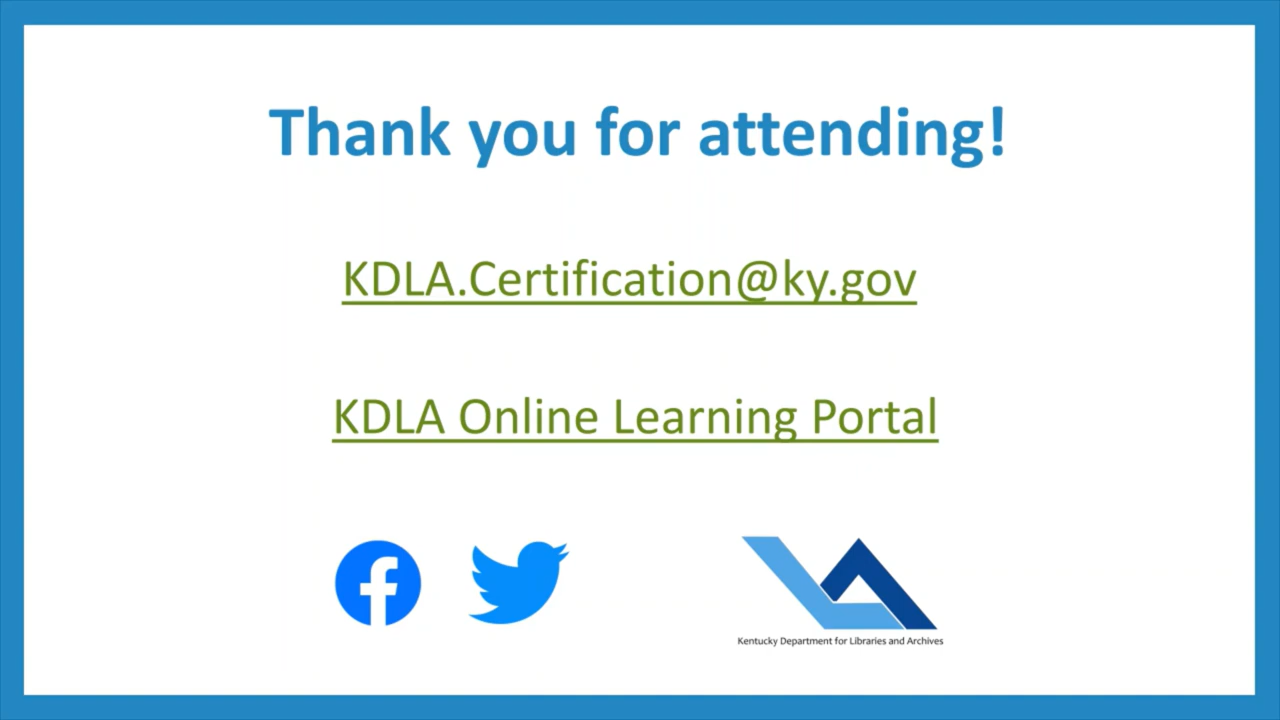 Thank you for attending!
KDLA.Certification@ky.gov
KDLA Online Learning Portal
Kentucky Department for Libraries and Archives